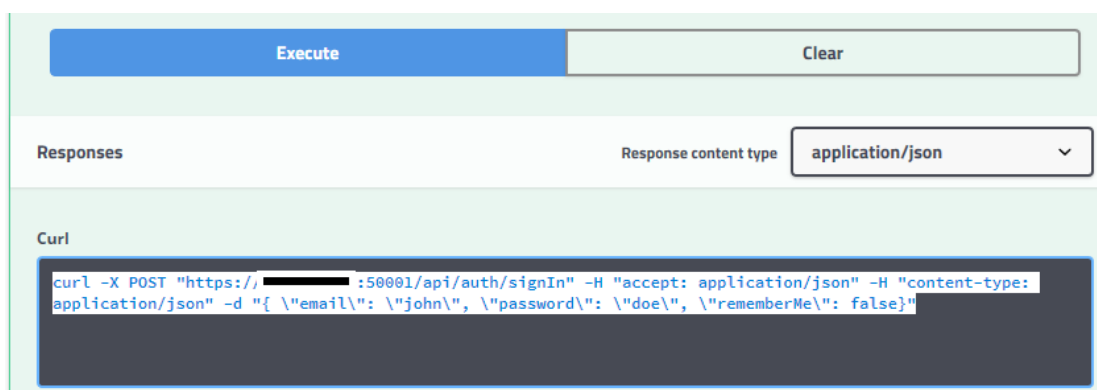 Execute
Clear
Responses
Response content type
application/json
Curl
curl -X POST "https:// :50001/api/auth/signIn" -H "accept: application/json" -H "content-type:
application/json" -d "{ \"email\": \"john\", \"password\": \"doe\", \"rememberMe\": false}"